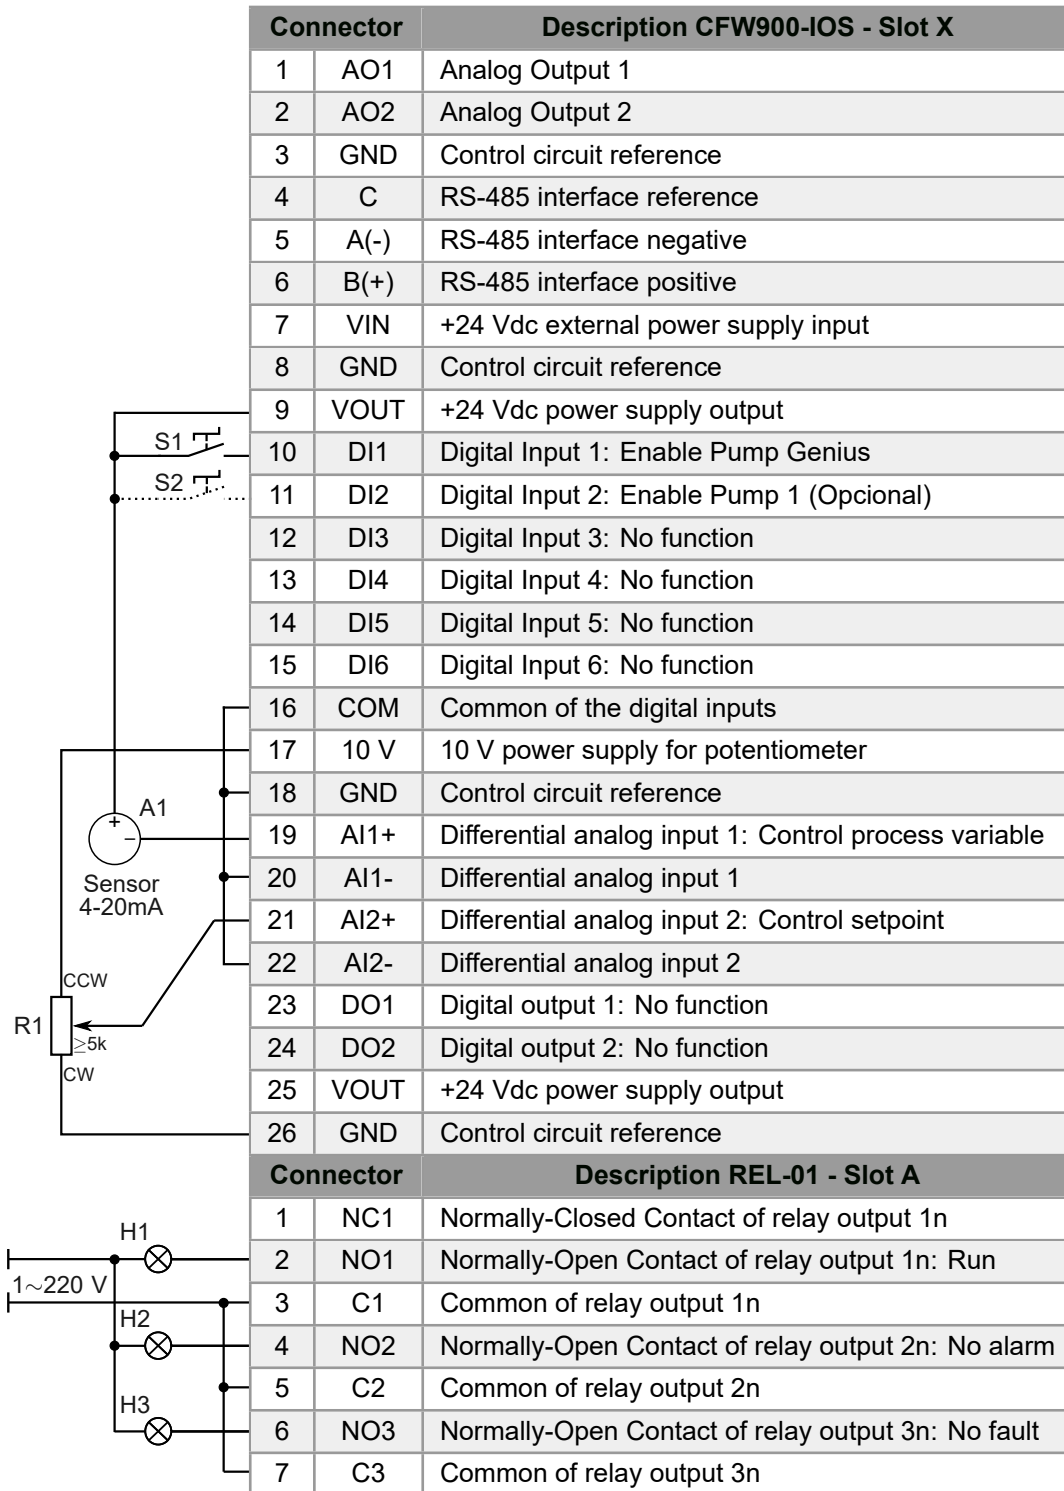 Connector Description CFW900-IOS - Slot X
1 AO1 Analog Output 1
2 AO2 Analog Output 2
3 GND Control circuit reference
4 C RS-485 interface reference
5 A(-) RS-485 interface negative
6 B(+) RS-485 interface positive
7 VIN +24 Vdc external power supply input
8 GND Control circuit reference
9 VOUT +24 Vdc power supply output
S1 10 DI1 Digital Input 1: Enable Pump Genius
S2 11 DI2 Digital Input 2: Enable Pump 1 (Opcional)
12 DI3 Digital Input 3: No function
13 DI4 Digital Input 4: No function
14 DI5 Digital Input 5: No function
15 DI6 Digital Input 6: No function
16 COM Common of the digital inputs
17 10 V 10 V power supply for potentiometer
A1 18 GND Control circuit reference
+ − 19 AI1+ Differential analog input 1: Control process variable
Sensor 20 AI1- Differential analog input 1
4-20mA 21 AI2+ Differential analog input 2: Control setpoint
22 AI2- Differential analog input 2
CCW
R1 23 DO1 Digital output 1: No function
≥5k 24 DO2 Digital output 2: No function
CW 25 VOUT +24 Vdc power supply output
26 GND Control circuit reference
Connector Description REL-01 - Slot A
1 NC1 Normally-Closed Contact of relay output 1n
H1 2 NO1 Normally-Open Contact of relay output 1n: Run
1∼220 V 3 C1 Common of relay output 1n
H2 4 NO2 Normally-Open Contact of relay output 2n: No alarm
5 C2 Common of relay output 2n
H3 6 NO3 Normally-Open Contact of relay output 3n: No fault
7 C3 Common of relay output 3n